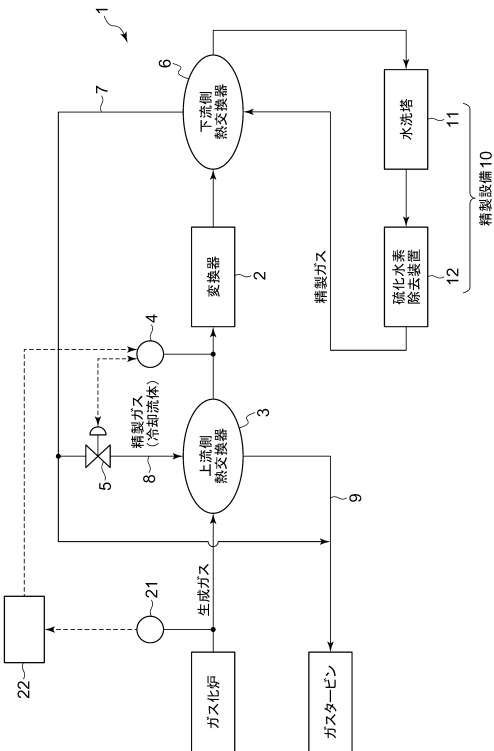 1
6
7
下流側
熱交換器
水洗塔
11
精製設備10
硫化水素
除去装置
12
精製ガス
変換器
2
4
精製ガス
(冷却流体)
5
8
上流側
熱交換器
3
9
生成ガス
21
22
ガス化炉
ガスタービン